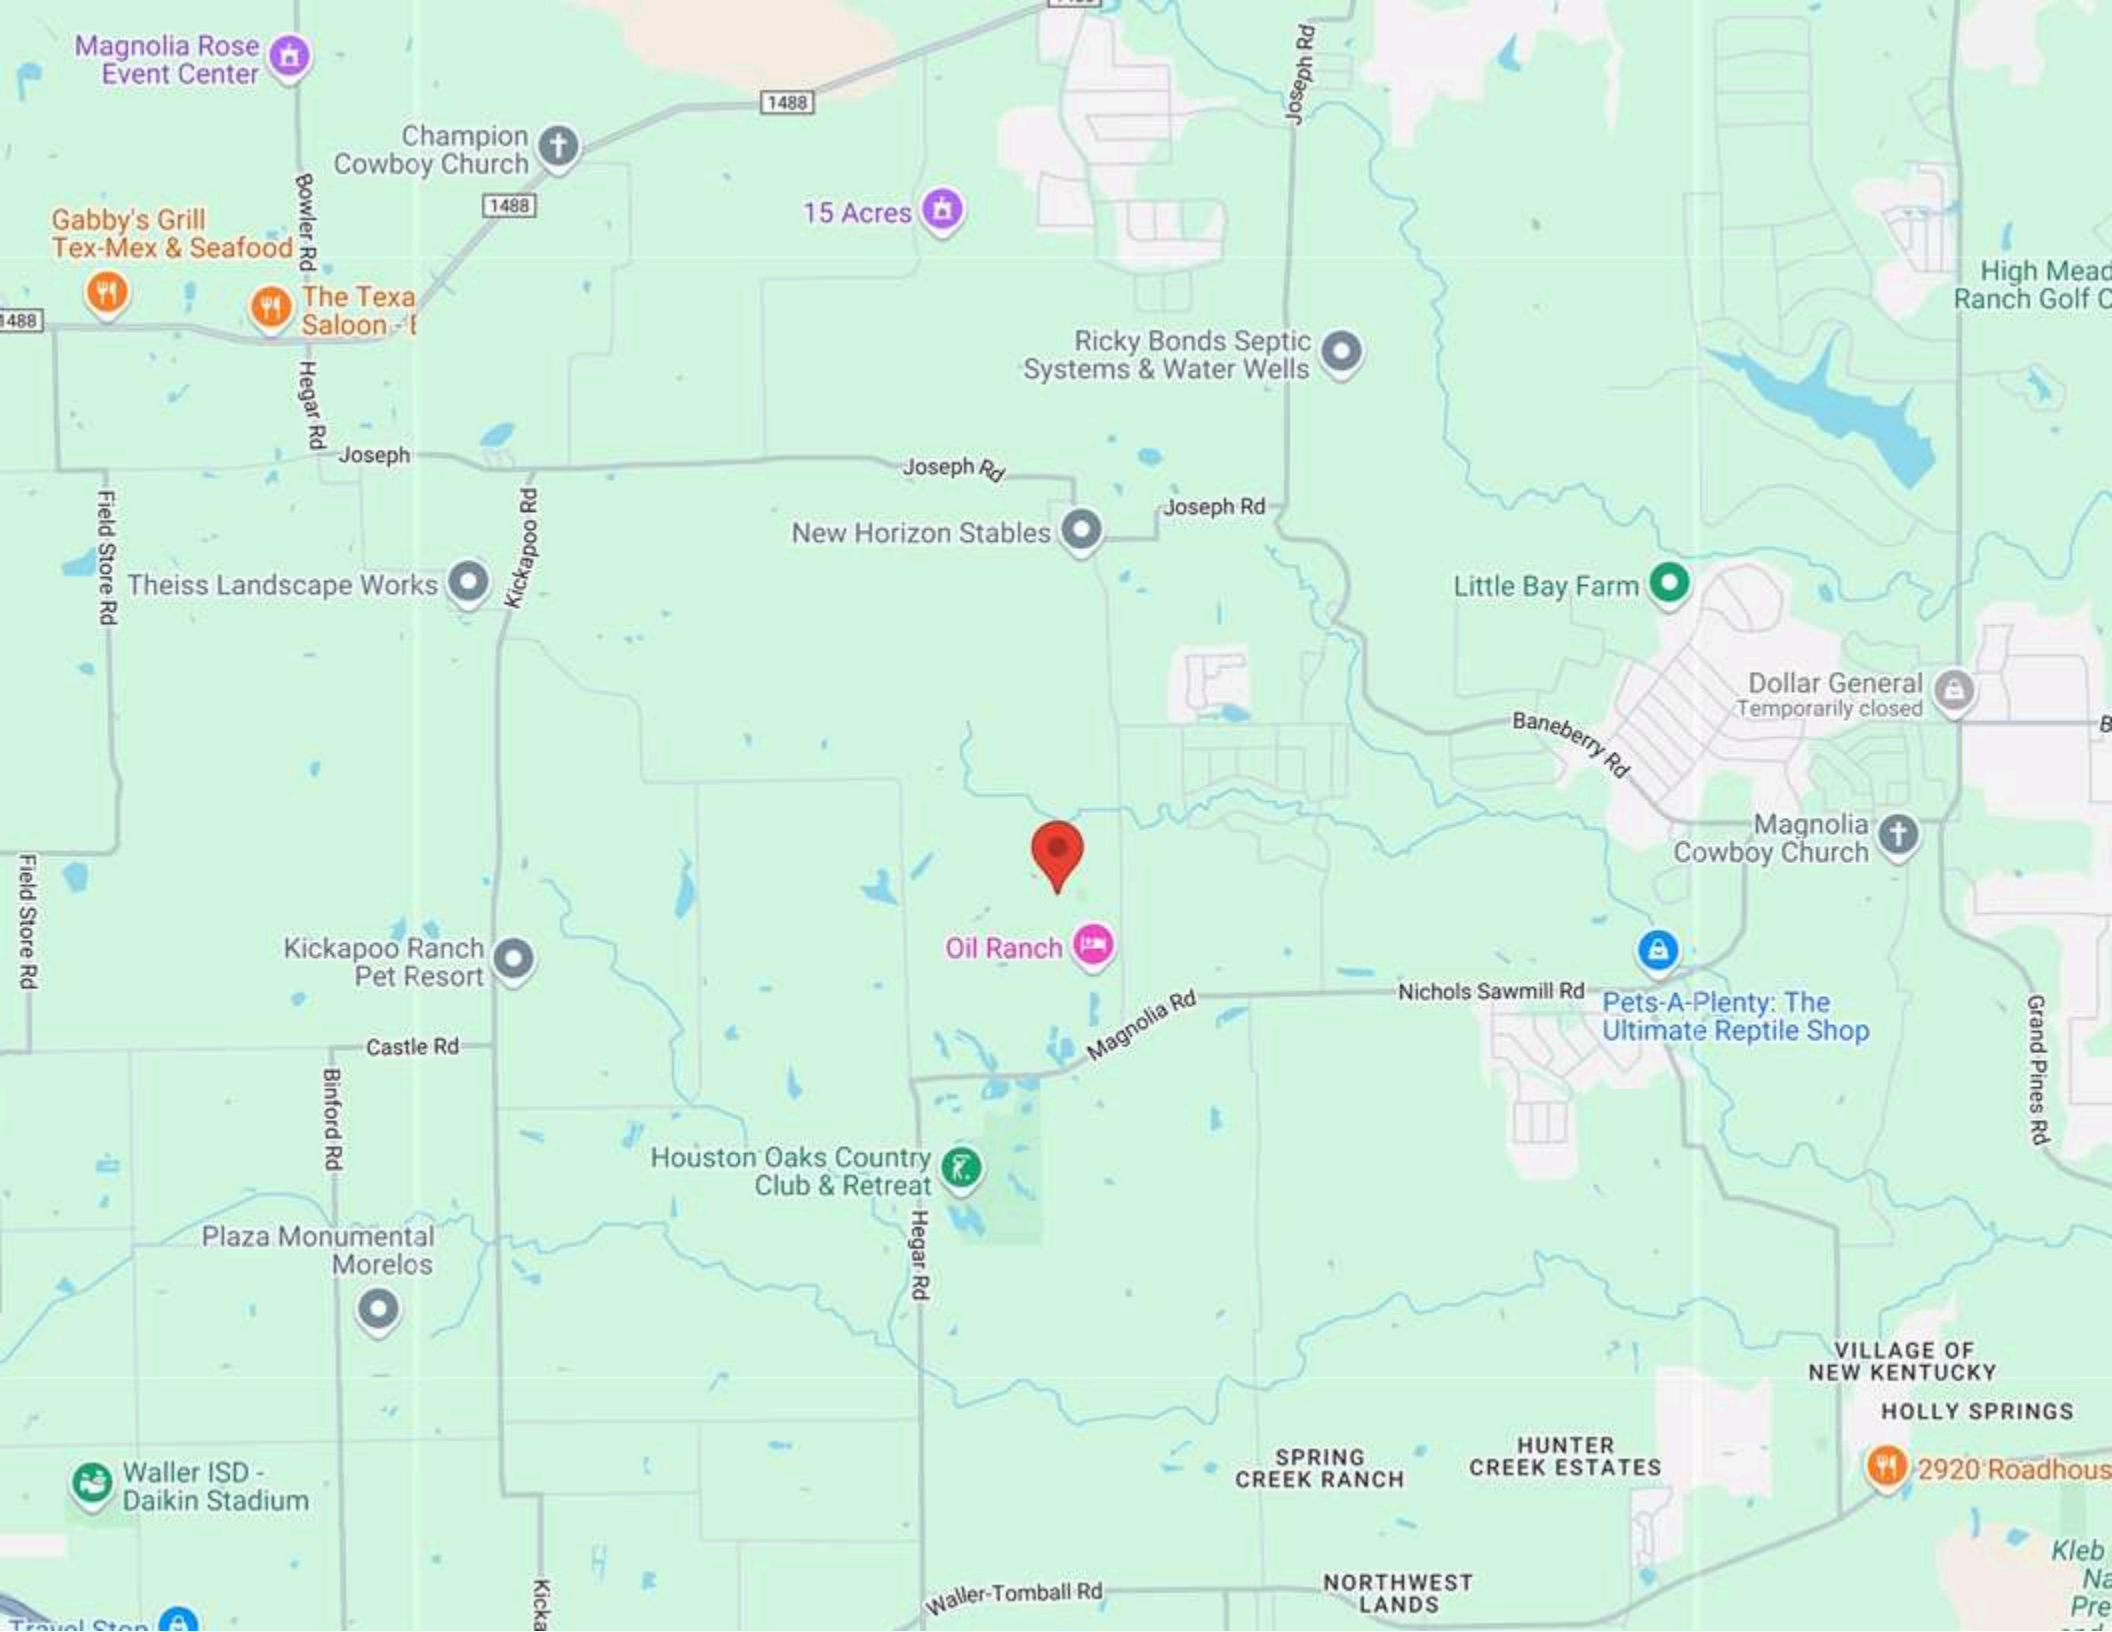 Magnolia Rose
Event Center
Joseph Rd
1488
Champion
Cowboy Church
1488
15 Acres
Bowler Rd
Gabby's Grill
Tex-Mex & Seafood
The Texa
Saloon -
1488
High Mead
Ranch Golf C
Ricky Bonds Septic
Systems & Water Wells
Hegar Rd
Joseph
Joseph Rd
Joseph Rd
Field Store Rd
Kickapoo Rd
New Horizon Stables
Theiss Landscape Works
Little Bay Farm
Dollar General
Temporarily closed
Baneberry Rd
B
Magnolia
Cowboy Church
Field Store Rd
Kickapoo Ranch
Pet Resort
Oil Ranch
Magnolia Rd
Nichols Sawmill Rd
Pets-A-Plenty: The
Ultimate Reptile Shop
Grand Pines Rd
Castle Rd
Binford Rd
Houston Oaks Country
Club & Retreat
Hegar Rd
Plaza Monumental
Morelos
VILLAGE OF
NEW KENTUCKY
HOLLY SPRINGS
SPRING
CREEK RANCH
HUNTER
CREEK ESTATES
2920 Roadhous
Waller ISD -
Daikin Stadium
Kleb
Na
Pre
Kicka
Waller-Tomball Rd
NORTHWEST
LANDS
Travel Stop